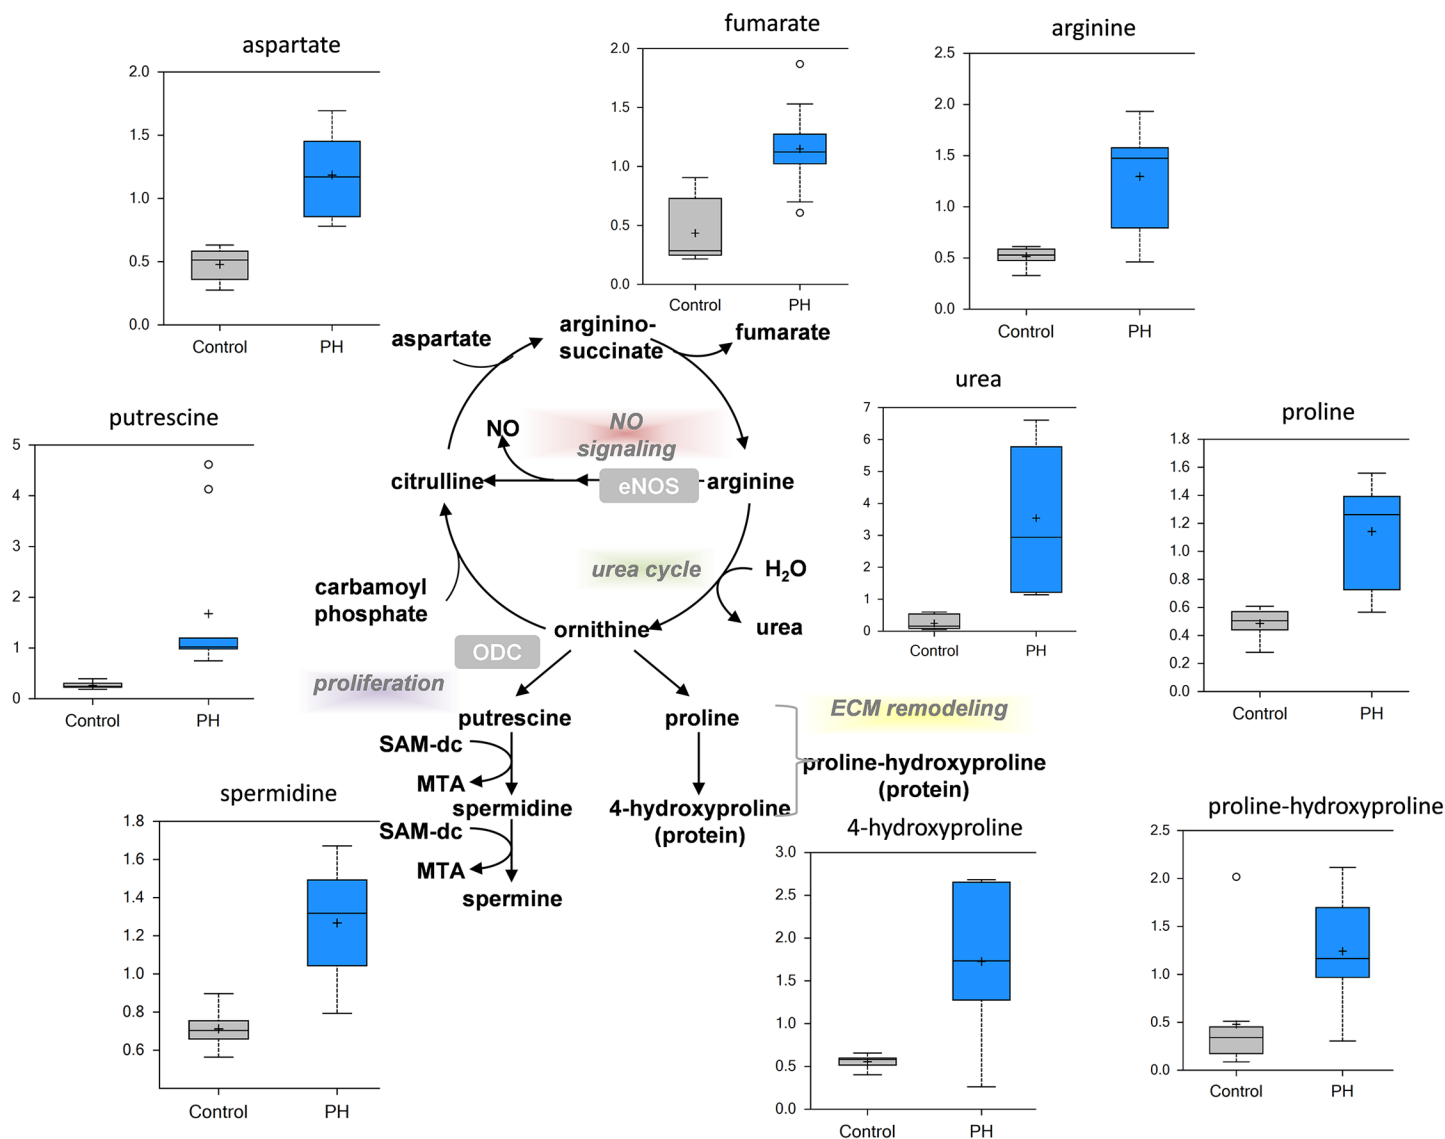 fumarate
arginine
aspartate
2.0
1.5
1.0
0.5
0.0
Control
PH
2.0
1.5
1.0
0.5
0.0
Control
PH
2.5
2.0
1.5
1.0
0.5
0.0
Control
PH
aspartate
arginino-
succinate
fumarate
NO
NO
signaling
citrulline
eNOS
arginine
urea cycle
H₂O
carbamoyl
phosphate
urea
ornithine
ODC
proliferation
putrescine
proline
ECM remodeling
SAM-dc
MTA
proline-hydroxyproline
(protein)
spermidine
4-hydroxyproline
(protein)
SAM-dc
MTA
spermine
putrescine
5
4
3
2
1
0
Control
PH
urea
7
6
5
4
3
2
1
0
Control
PH
proline
1.8
1.6
1.4
1.2
1.0
0.8
0.6
0.4
0.2
0.0
Control
PH
spermidine
1.8
1.6
1.4
1.2
1.0
0.8
0.6
Control
PH
4-hydroxyproline
3.0
2.5
2.0
1.5
1.0
0.5
0.0
Control
PH
proline-hydroxyproline
2.5
2.0
1.5
1.0
0.5
0.0
Control
PH